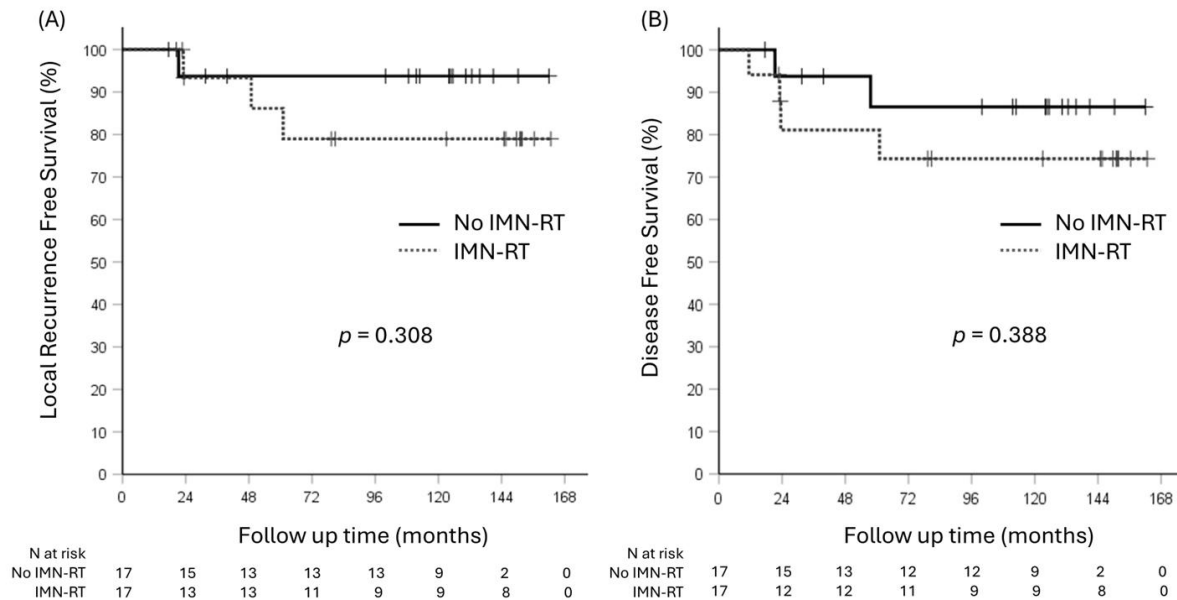 (A)
Local Recurrence Free Survival (%)
100
90
80
70
60
50
40
30
20
10
0
No IMN-RT
IMN-RT
p = 0.308
0 24 48 72 96 120 144 168
Follow up time (months)
N at risk
No IMN-RT 17 15 13 13 13 9 2 0
IMN-RT 17 13 13 11 9 9 8 0
(B)
Disease Free Survival (%)
100
90
80
70
60
50
40
30
20
10
0
No IMN-RT
IMN-RT
p = 0.388
0 24 48 72 96 120 144 168
Follow up time (months)
N at risk
No IMN-RT 17 15 13 12 12 9 2 0
IMN-RT 17 12 12 11 9 9 8 0